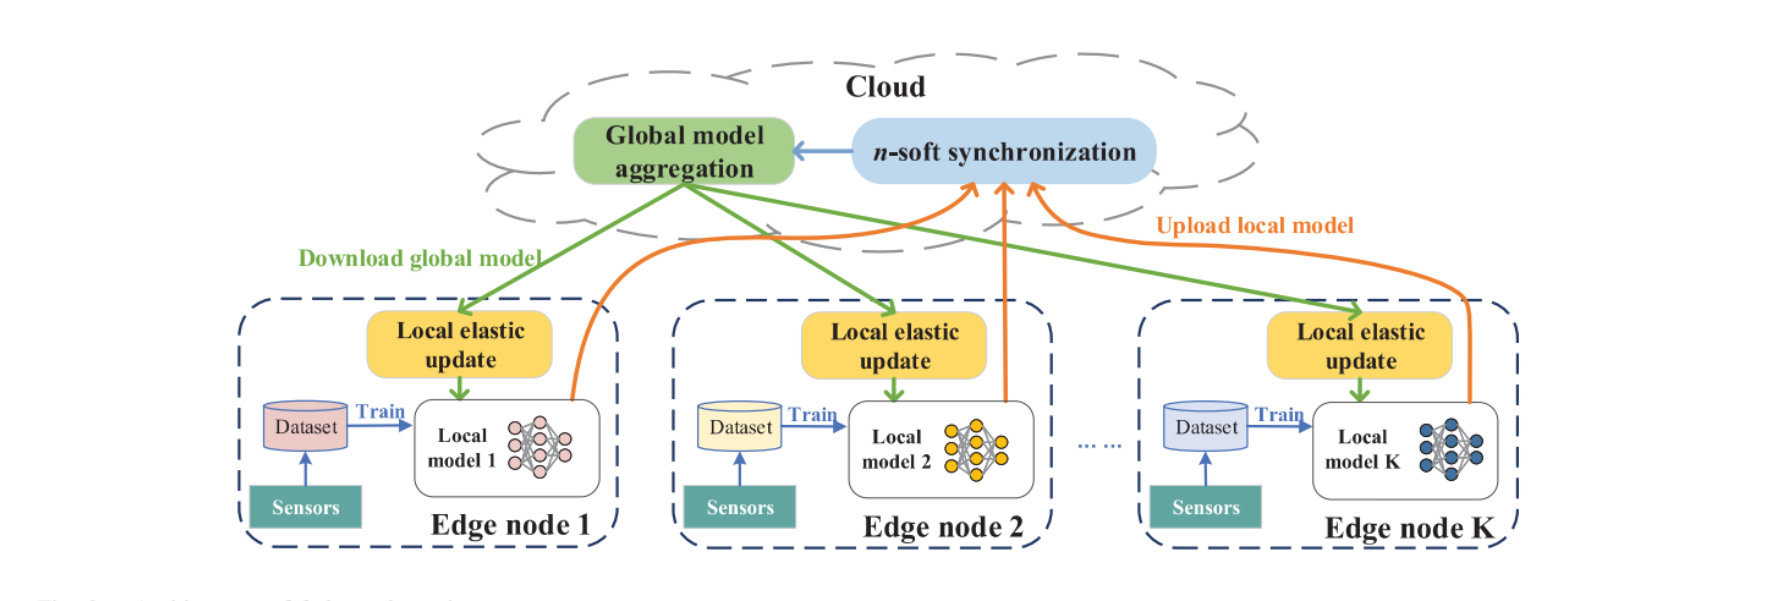 Cloud
Global model
aggregation
n-soft synchronization
Download global model
Upload local model
Local elastic
update
Train
Dataset
Local
model 1
Sensors
Edge node 1
Local elastic
update
Train
Dataset
Local
model 2
Sensors
Edge node 2
... ...
Local elastic
update
Train
Dataset
Local
model K
Sensors
Edge node K